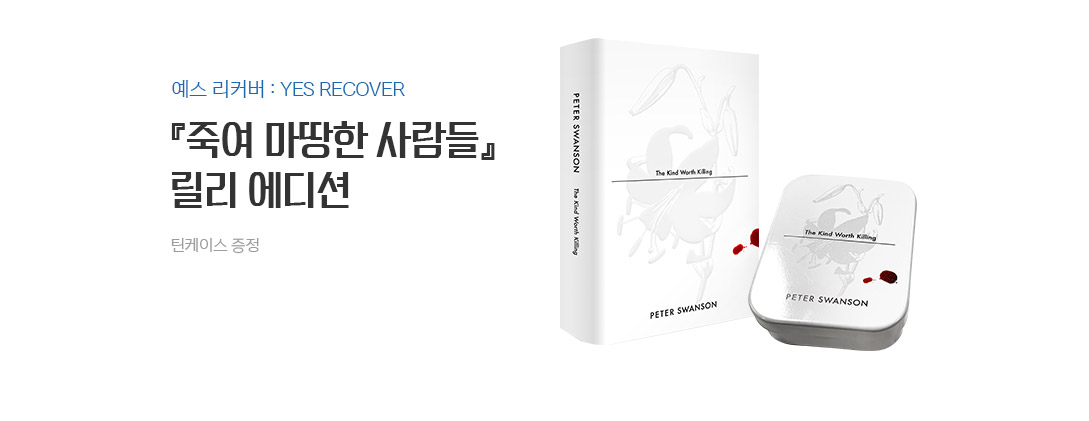 예스 리커버 : YES RECOVER
『죽여 마땅한 사람들』
릴리 에디션
틴케이스 증정
PETER SWANSON The Kind Worth Killing
The Kind Worth Killing
PETER SWANSON
The Kind Worth Killing
PETER SWANSON